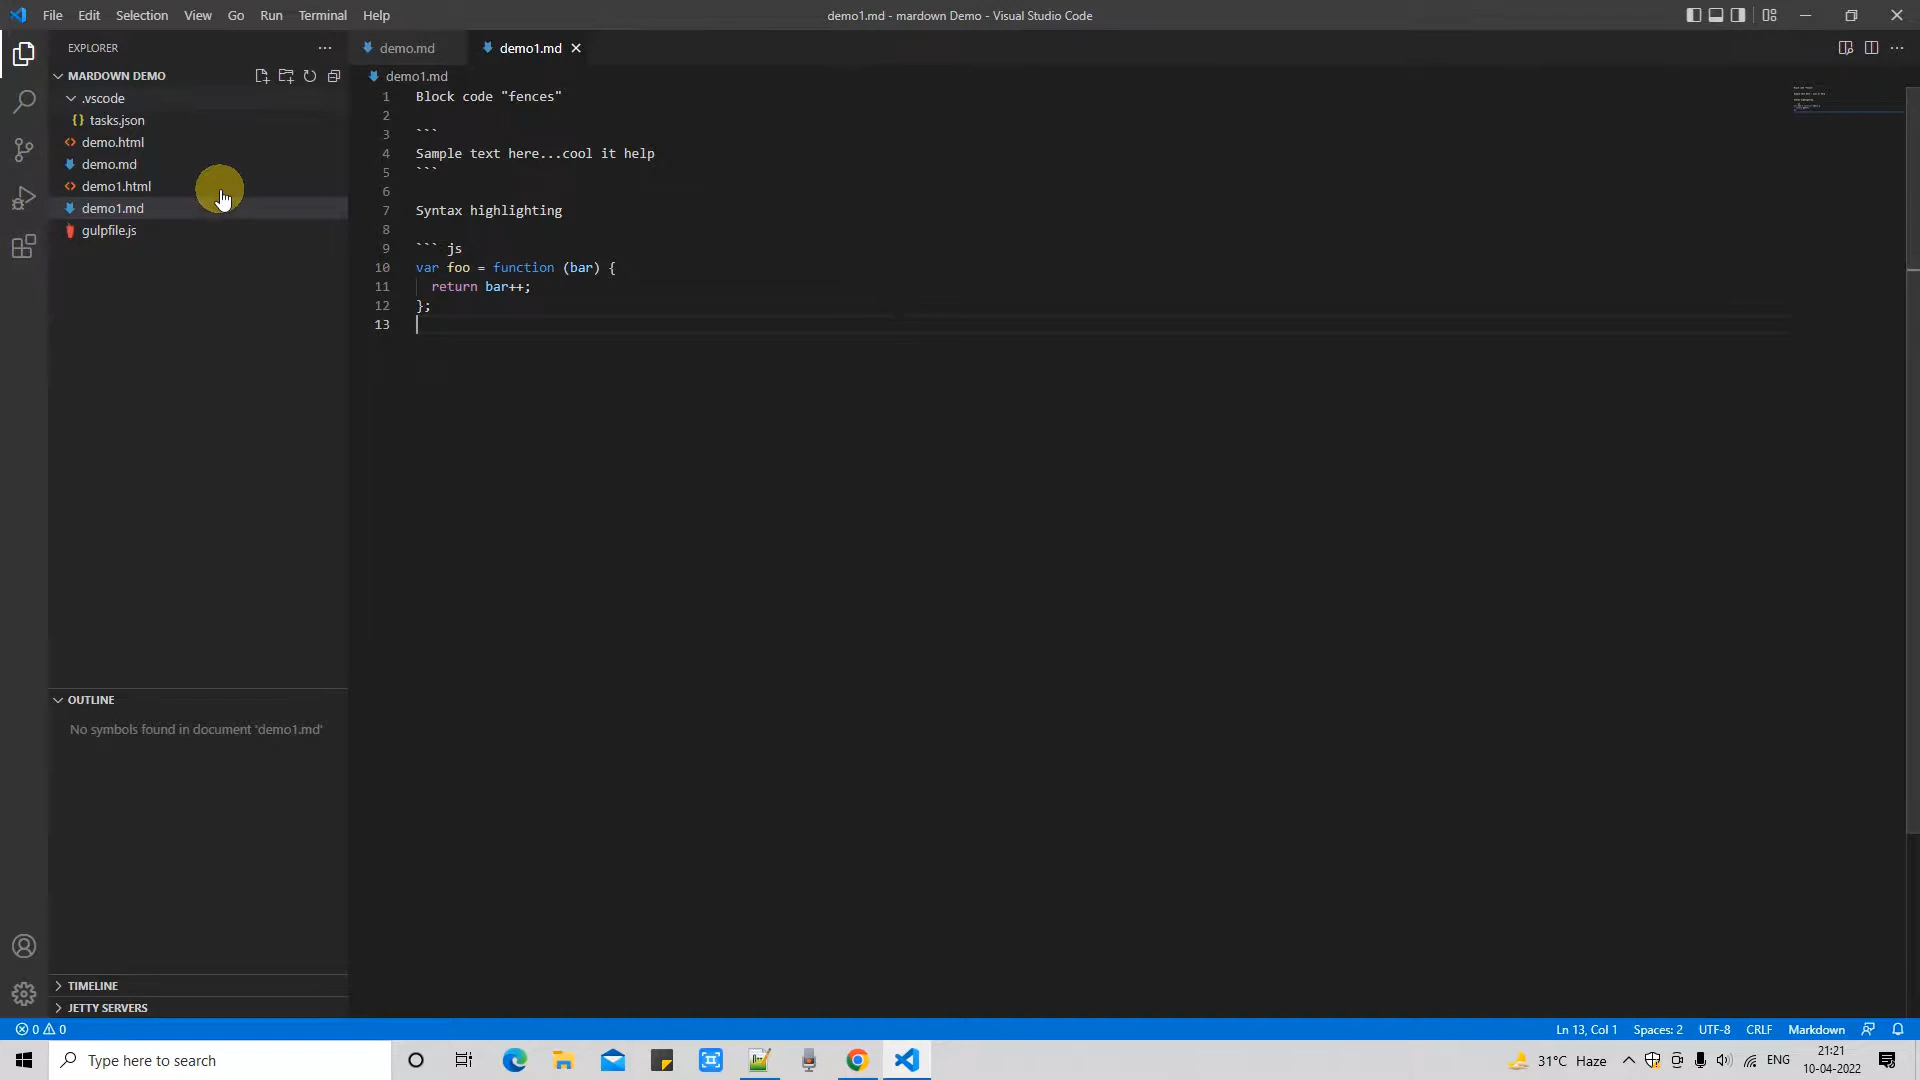 File Edit Selection View Go Run Terminal Help
demo1.md - mardown Demo - Visual Studio Code
EXPLORER
MARDOWN DEMO
.vscode
{} tasks.json
<> demo.html
demo.md
<> demo1.html
demo1.md
gulpfile.js
OUTLINE
No symbols found in document 'demo1.md'
TIMELINE
JETTY SERVERS
demo.md demo1.md
demo1.md
1 Block code "fences"
2
3 ```
4 Sample text here...cool it help
5 ```
6
7 Syntax highlighting
8
9 ``` js
10 var foo = function (bar) {
11 return bar++;
12 };
13
0 0
Ln 13, Col 1 Spaces: 2 UTF-8 CRLF Markdown
Type here to search
31°C Haze
ENG
21:21
10-04-2022